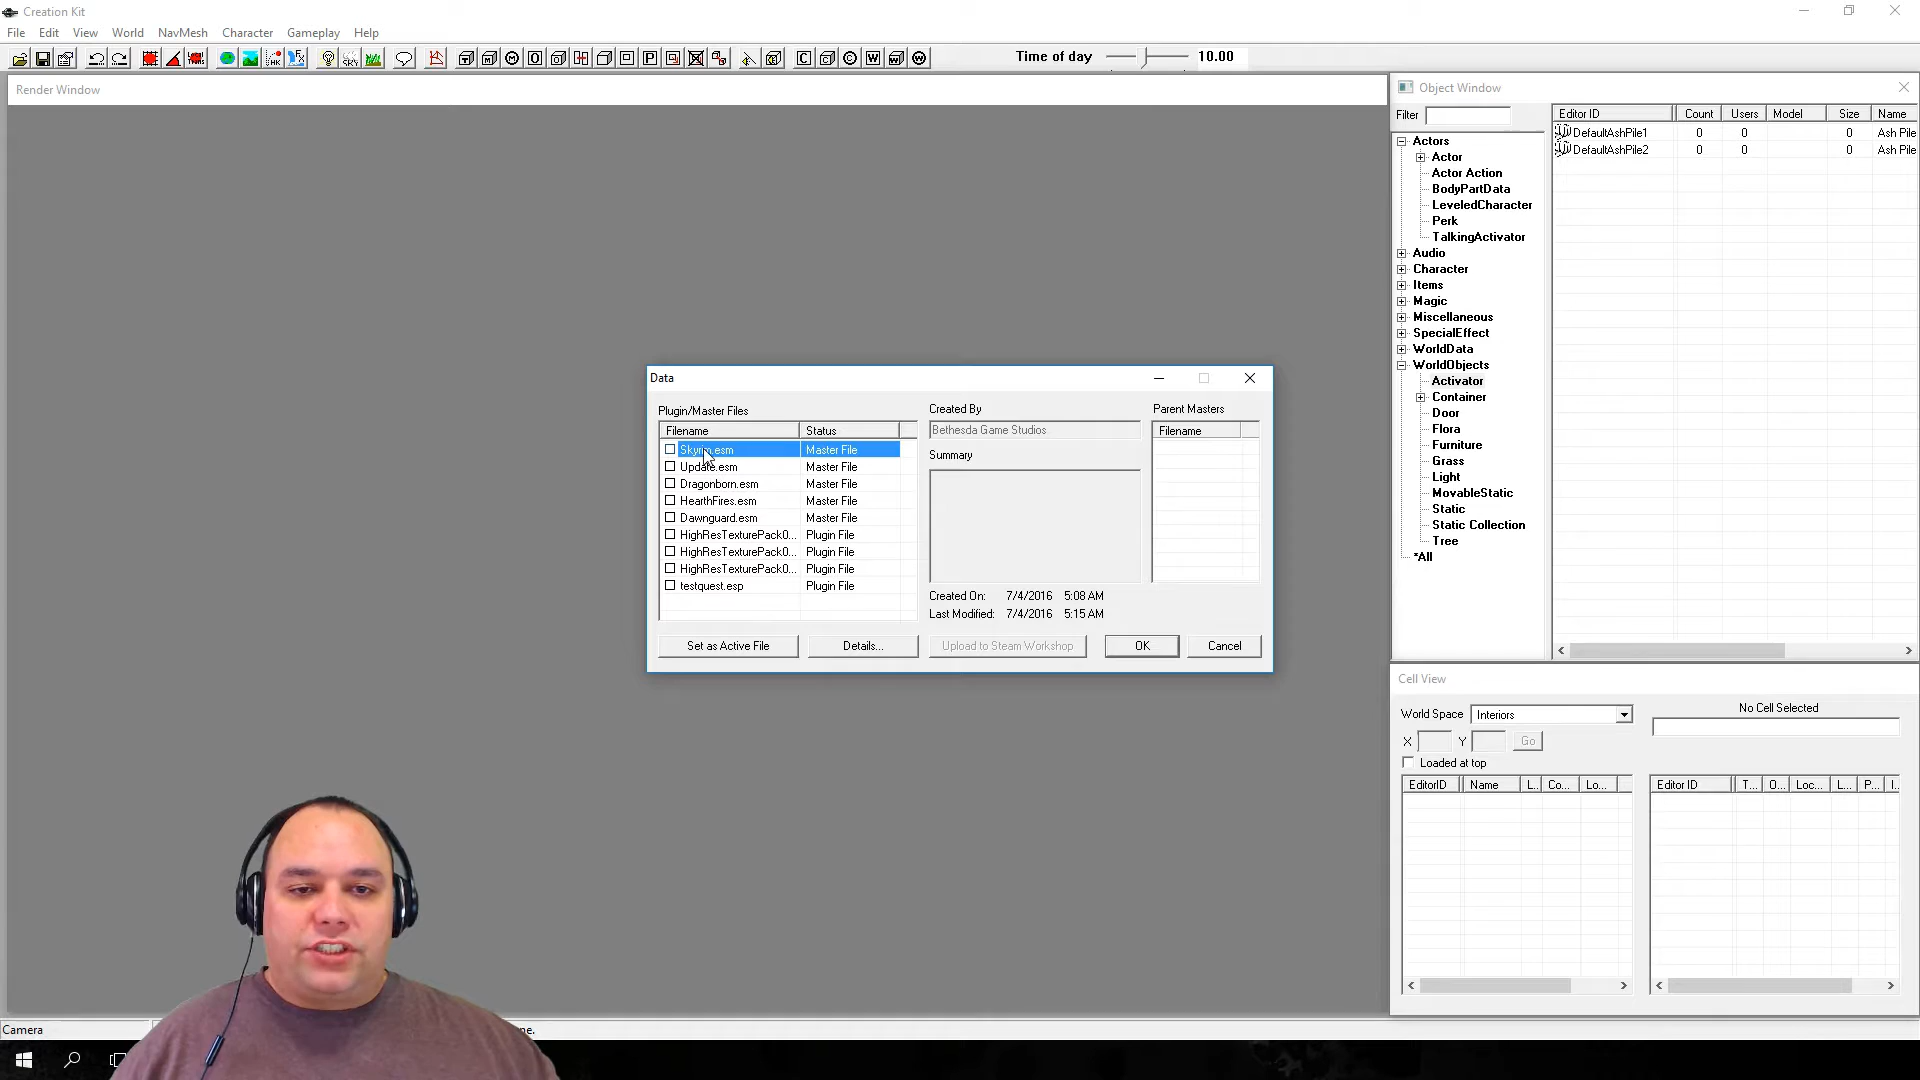 Creation Kit
File Edit View World NavMesh Character Gameplay Help
Time of day 10.00
Render Window
Data
Plugin/Master Files
Filename Status
Skyrim.esm Master File
Update.esm Master File
Dragonborn.esm Master File
HearthFires.esm Master File
Dawnguard.esm Master File
HighResTexturePack0... Plugin File
HighResTexturePack0... Plugin File
HighResTexturePack0... Plugin File
testquest.esp Plugin File
Created By
Bethesda Game Studios
Summary
Parent Masters
Filename
Created On: 7/4/2016 5:08 AM
Last Modified: 7/4/2016 5:15 AM
Set as Active File Details... Upload to Steam Workshop OK Cancel
Object Window
Filter
Actors
Actor
Actor Action
BodyPartData
LeveledCharacter
Perk
TalkingActivator
Audio
Character
Items
Magic
Miscellaneous
SpecialEffect
WorldData
WorldObjects
Activator
Container
Door
Flora
Furniture
Grass
Light
MovableStatic
Static
Static Collection
Tree
*All
Editor ID Count Users Model Size Name
DefaultAshPile1 0 0 0 Ash Pile
DefaultAshPile2 0 0 0 Ash Pile
Cell View
World Space Interiors No Cell Selected
X Y Go
Loaded at top
EditorID Name L.. Co... Lo...
Editor ID T... O... Loc... L... P... I..
Camera